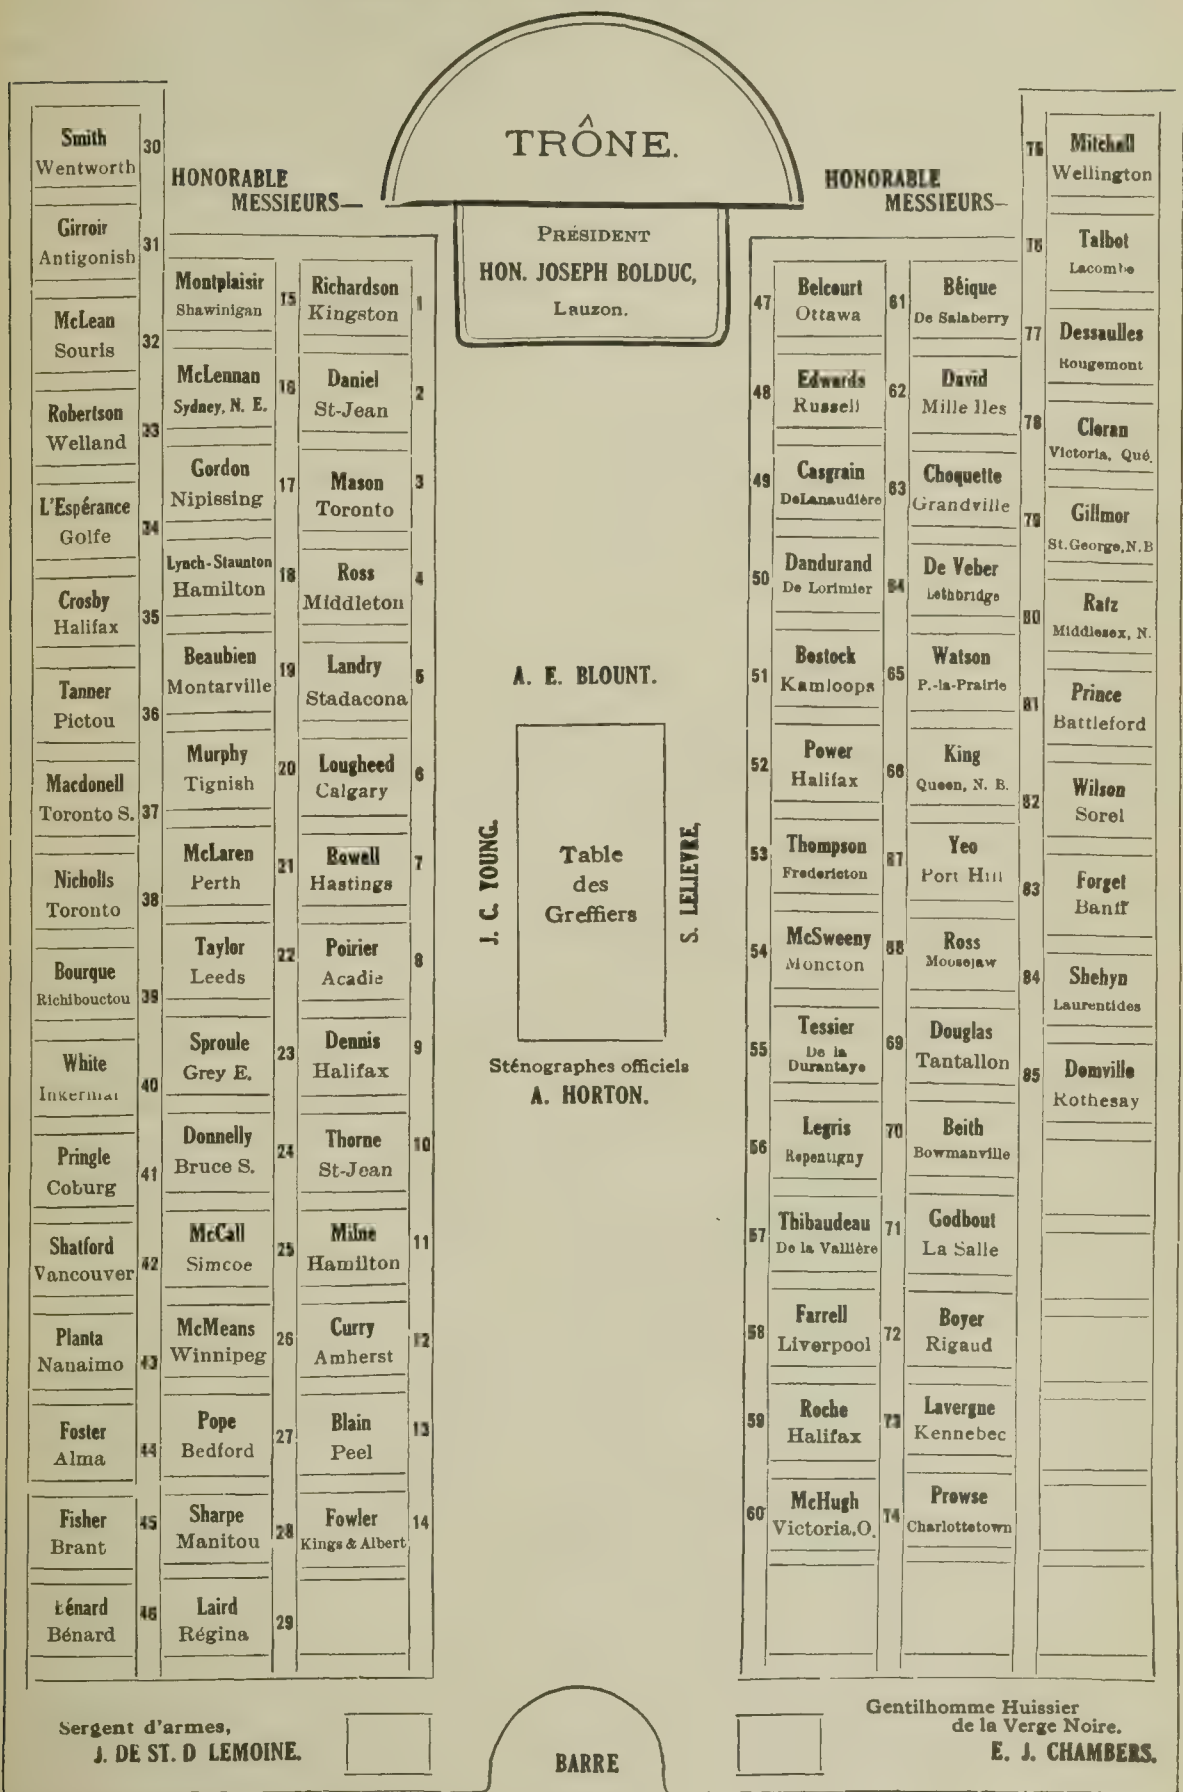 TRÔNE.
HONORABLE
MESSIEURS—
HONORABLE
MESSIEURS—
PRÉSIDENT
HON. JOSEPH BOLDUC,
Lauzon.
Smith
Wentworth
30
Girroir
Antigonish
31
McLean
Souris
32
Robertson
Welland
33
L'Espérance
Golfe
34
Crosby
Halifax
35
Tanner
Pictou
36
Macdonell
Toronto S.
37
Nicholls
Toronto
38
Bourque
Richibouctou
39
White
Inkerman
40
Pringle
Coburg
41
Shatford
Vancouver
42
Planta
Nanaimo
43
Foster
Alma
44
Fisher
Brant
45
Bénard
46
Montplaisir
Shawinigan
15
McLennan
Sydney, N. E.
16
Gordon
Nipissing
17
Lynch-Staunton
Hamilton
18
Beaubien
Montarville
19
Murphy
Tignish
20
McLaren
Perth
21
Taylor
Leeds
22
Sproule
Grey E.
23
Donnelly
Bruce S.
24
McCall
Simcoe
25
McMeans
Winnipeg
26
Pope
Bedford
27
Sharpe
Manitou
28
Laird
Régina
29
Richardson
Kingston
1
Daniel
St-Jean
2
Mason
Toronto
3
Ross
Middleton
4
Landry
Stadacona
5
Lougheed
Calgary
6
Bowell
Hastings
7
Poirier
Acadie
8
Dennis
Halifax
9
Thorne
St-Jean
10
Milne
Hamilton
11
Curry
Amherst
12
Blain
Peel
13
Fowler
Kings & Albert
14
A. E. BLOUNT.
J. C. YOUNG.
Table
des
Greffiers
S. LELIEVRE,
Sténographes officiels
A. HORTON.
47
Belcourt
Ottawa
48
Edwards
Russell
49
Casgrain
DeLanaudière
50
Dandurand
De Lorimier
51
Bostock
Kamloops
52
Power
Halifax
53
Thompson
Fredericton
54
McSweeny
Moncton
55
Tessier
De la
Durantaye
56
Legris
Repentigny
57
Thibaudeau
De la Vallière
58
Farrell
Liverpool
59
Roche
Halifax
60
McHugh
Victoria, O.
61
Béique
De Salaberry
62
David
Mille Iles
63
Choquette
Grandville
64
De Veber
Lethbridge
65
Watson
P.-la-Prairie
66
King
Queen, N. B.
67
Yeo
Port Hill
68
Ross
Moosejaw
69
Douglas
Tantallon
70
Beith
Bowmanville
71
Godbout
La Salle
72
Boyer
Rigaud
73
Lavergne
Kennebec
74
Prowse
Charlottetown
75
Mitchell
Wellington
76
Talbot
Lacombe
77
Dessaulles
Rougemont
78
Cloran
Victoria, Qué.
79
Gillmor
St.George,N.B
80
Ratz
Middlesex, N.
81
Prince
Battleford
82
Wilson
Sorel
83
Forget
Banff
84
Shehyn
Laurentides
85
Domville
Rothesay
Sergent d'armes,
J. DE ST. D LEMOINE.
BARRE
Gentilhomme Huissier
de la Verge Noire.
E. J. CHAMBERS.